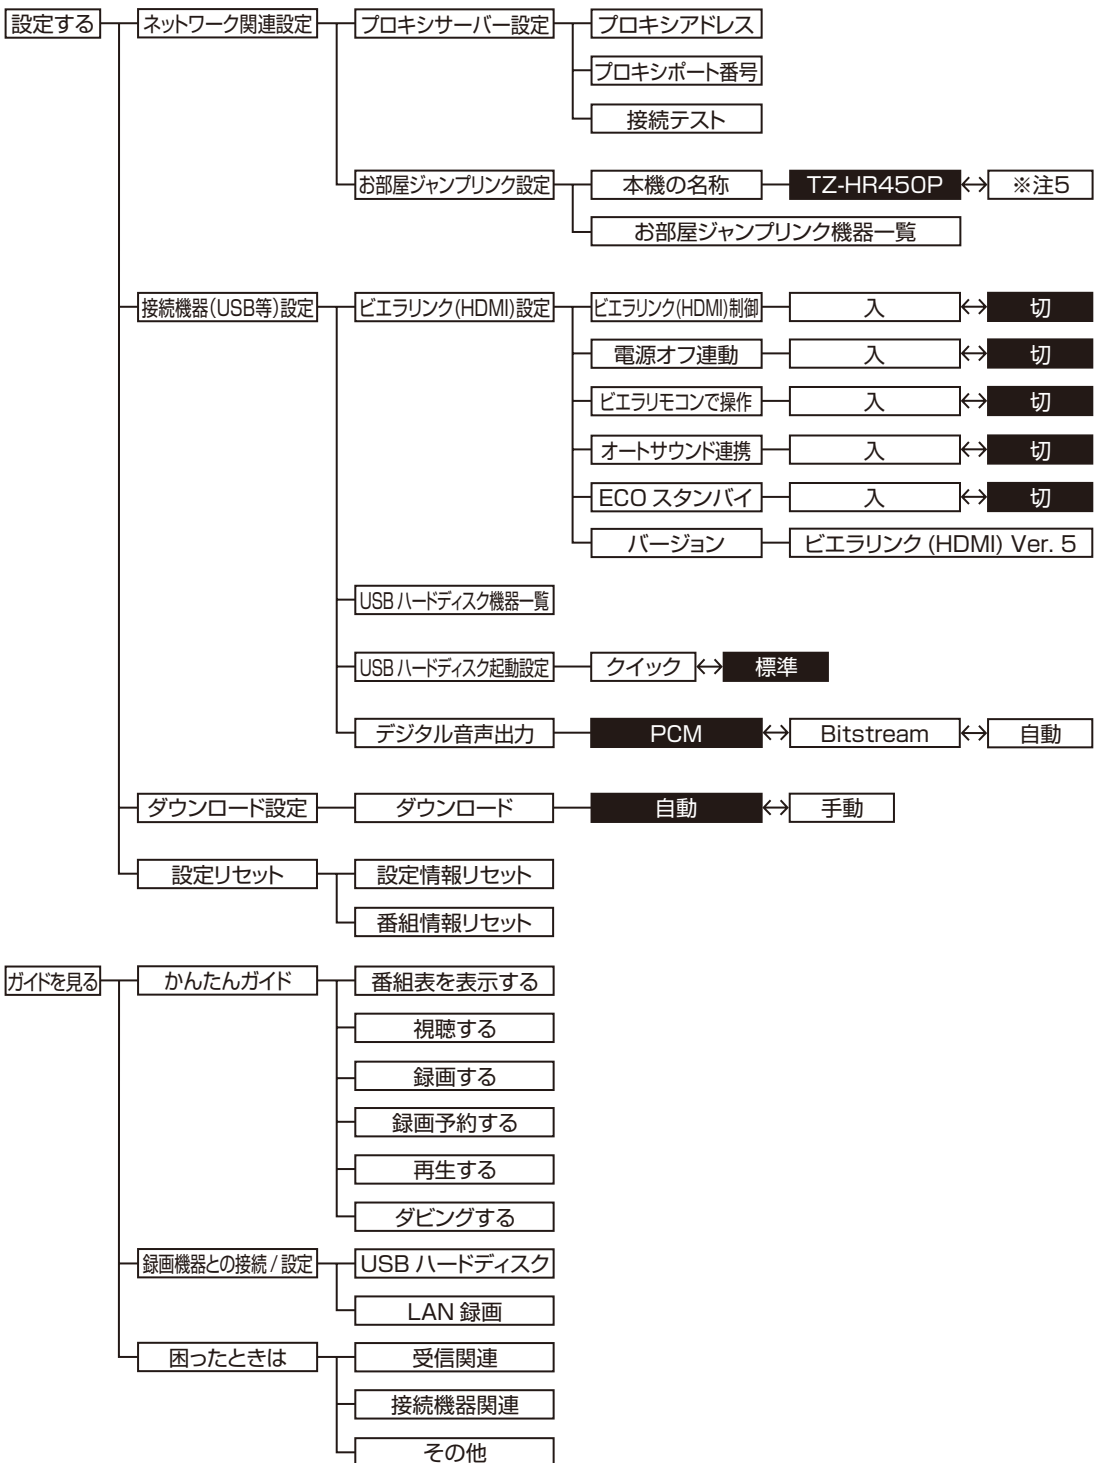 設定する ネットワーク関連設定 プロキシサーバー設定 プロキシアドレス
プロキシポート番号
接続テスト
お部屋ジャンプリンク設定 本機の名称 TZ-HR450P ↔ ※注5
お部屋ジャンプリンク機器一覧
接続機器(USB等)設定 ビエラリンク(HDMI)設定 ビエラリンク(HDMI)制御 入 ↔ 切
電源オフ連動 入 ↔ 切
ビエラリモコンで操作 入 ↔ 切
オートサウンド連携 入 ↔ 切
ECO スタンバイ 入 ↔ 切
バージョン ビエラリンク (HDMI) Ver. 5
USB ハードディスク機器一覧
USB ハードディスク起動設定 クイック ↔ 標準
デジタル音声出力 PCM ↔ Bitstream ↔ 自動
ダウンロード設定 ダウンロード 自動 ↔ 手動
設定リセット 設定情報リセット
番組情報リセット
ガイドを見る かんたんガイド 番組表を表示する
視聴する
録画する
録画予約する
再生する
ダビングする
録画機器との接続 / 設定 USB ハードディスク
LAN 録画
困ったときは 受信関連
接続機器関連
その他